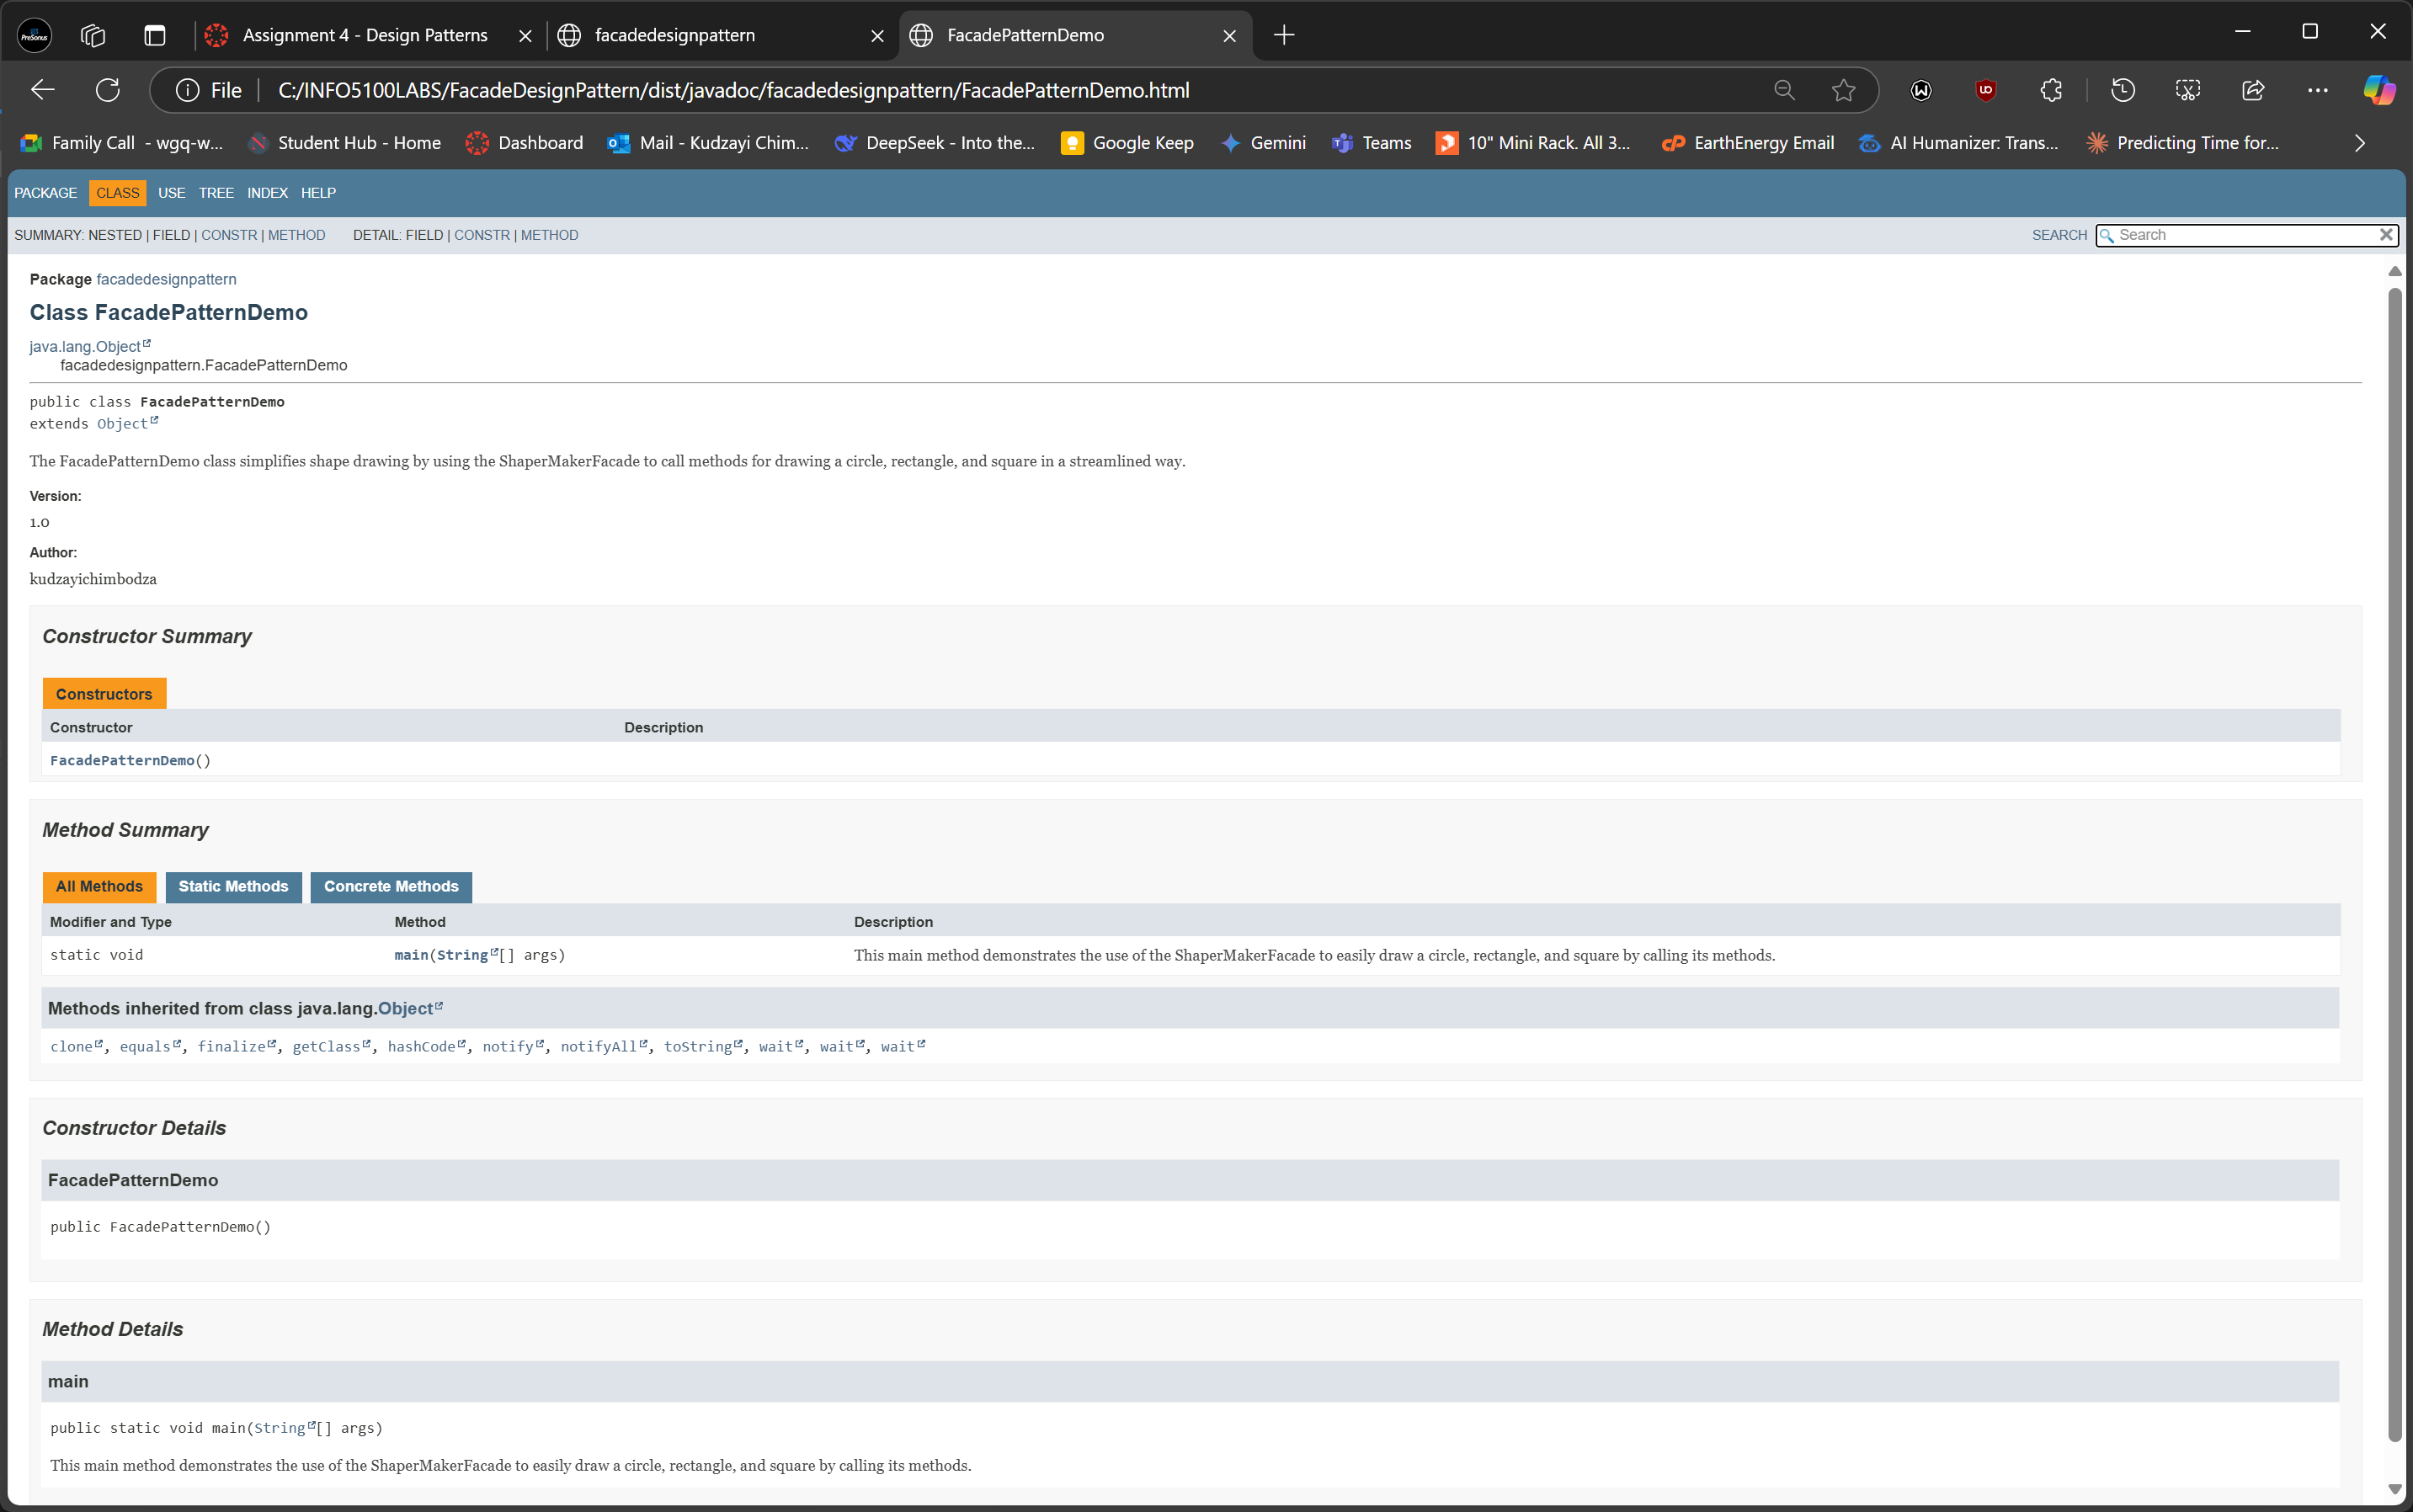 PreSonus
Assignment 4 - Design Patterns
facadedesignpattern
FacadePatternDemo
File
C:/INFO5100LABS/FacadeDesignPattern/dist/javadoc/facadedesignpattern/FacadePatternDemo.html
Family Call - wgq-w...
Student Hub - Home
Dashboard
Mail - Kudzayi Chim...
DeepSeek - Into the...
Google Keep
Gemini
Teams
10" Mini Rack. All 3...
EarthEnergy Email
AI Humanizer: Trans...
Predicting Time for...
PACKAGE CLASS USE TREE INDEX HELP
SUMMARY: NESTED | FIELD | CONSTR | METHOD DETAIL: FIELD | CONSTR | METHOD
SEARCH Search
Package facadedesignpattern
Class FacadePatternDemo
java.lang.Object
facadedesignpattern.FacadePatternDemo
public class FacadePatternDemo
extends Object
The FacadePatternDemo class simplifies shape drawing by using the ShaperMakerFacade to call methods for drawing a circle, rectangle, and square in a streamlined way.
Version:
1.0
Author:
kudzayichimbodza
Constructor Summary
Constructors
Constructor Description
FacadePatternDemo()
Method Summary
All Methods Static Methods Concrete Methods
Modifier and Type Method Description
static void main(String[] args) This main method demonstrates the use of the ShaperMakerFacade to easily draw a circle, rectangle, and square by calling its methods.
Methods inherited from class java.lang.Object
clone, equals, finalize, getClass, hashCode, notify, notifyAll, toString, wait, wait, wait
Constructor Details
FacadePatternDemo
public FacadePatternDemo()
Method Details
main
public static void main(String[] args)
This main method demonstrates the use of the ShaperMakerFacade to easily draw a circle, rectangle, and square by calling its methods.